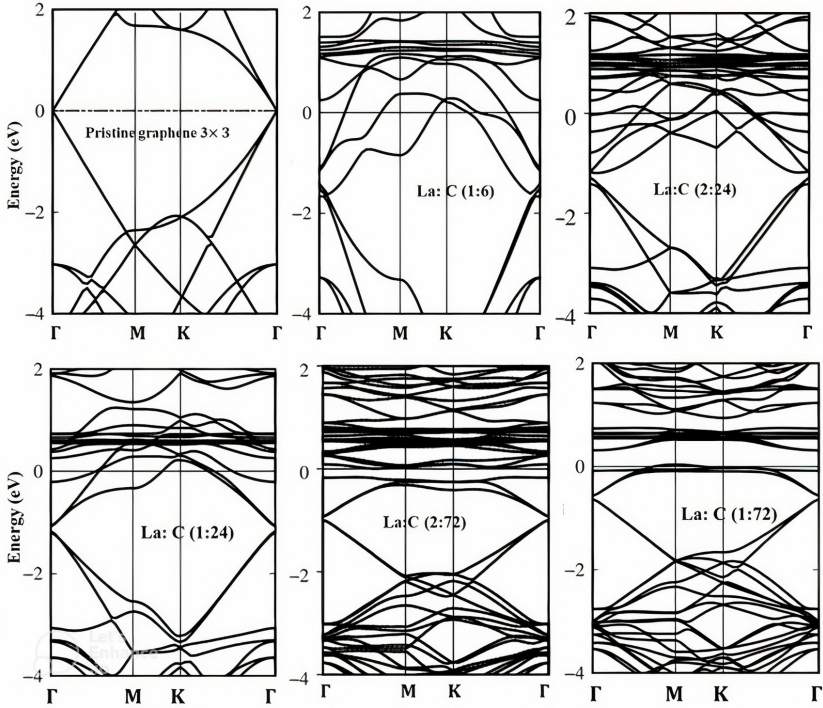 2
2
2
Energy (eV)
0
0
0
Pristine graphene 3× 3
La: C (1:6)
La:C (2:24)
−2
−2
−2
−4
−4
−4
Γ M K Γ
Γ M K Γ
Γ M K Γ
2
2
2
Energy (eV)
0
0
0
La: C (1:24)
La:C (2:72)
La: C (1:72)
−2
−2
−2
Let's
Enhance
−4
−4
−4
Γ M K Γ
Γ M K Γ
Γ M K Γ